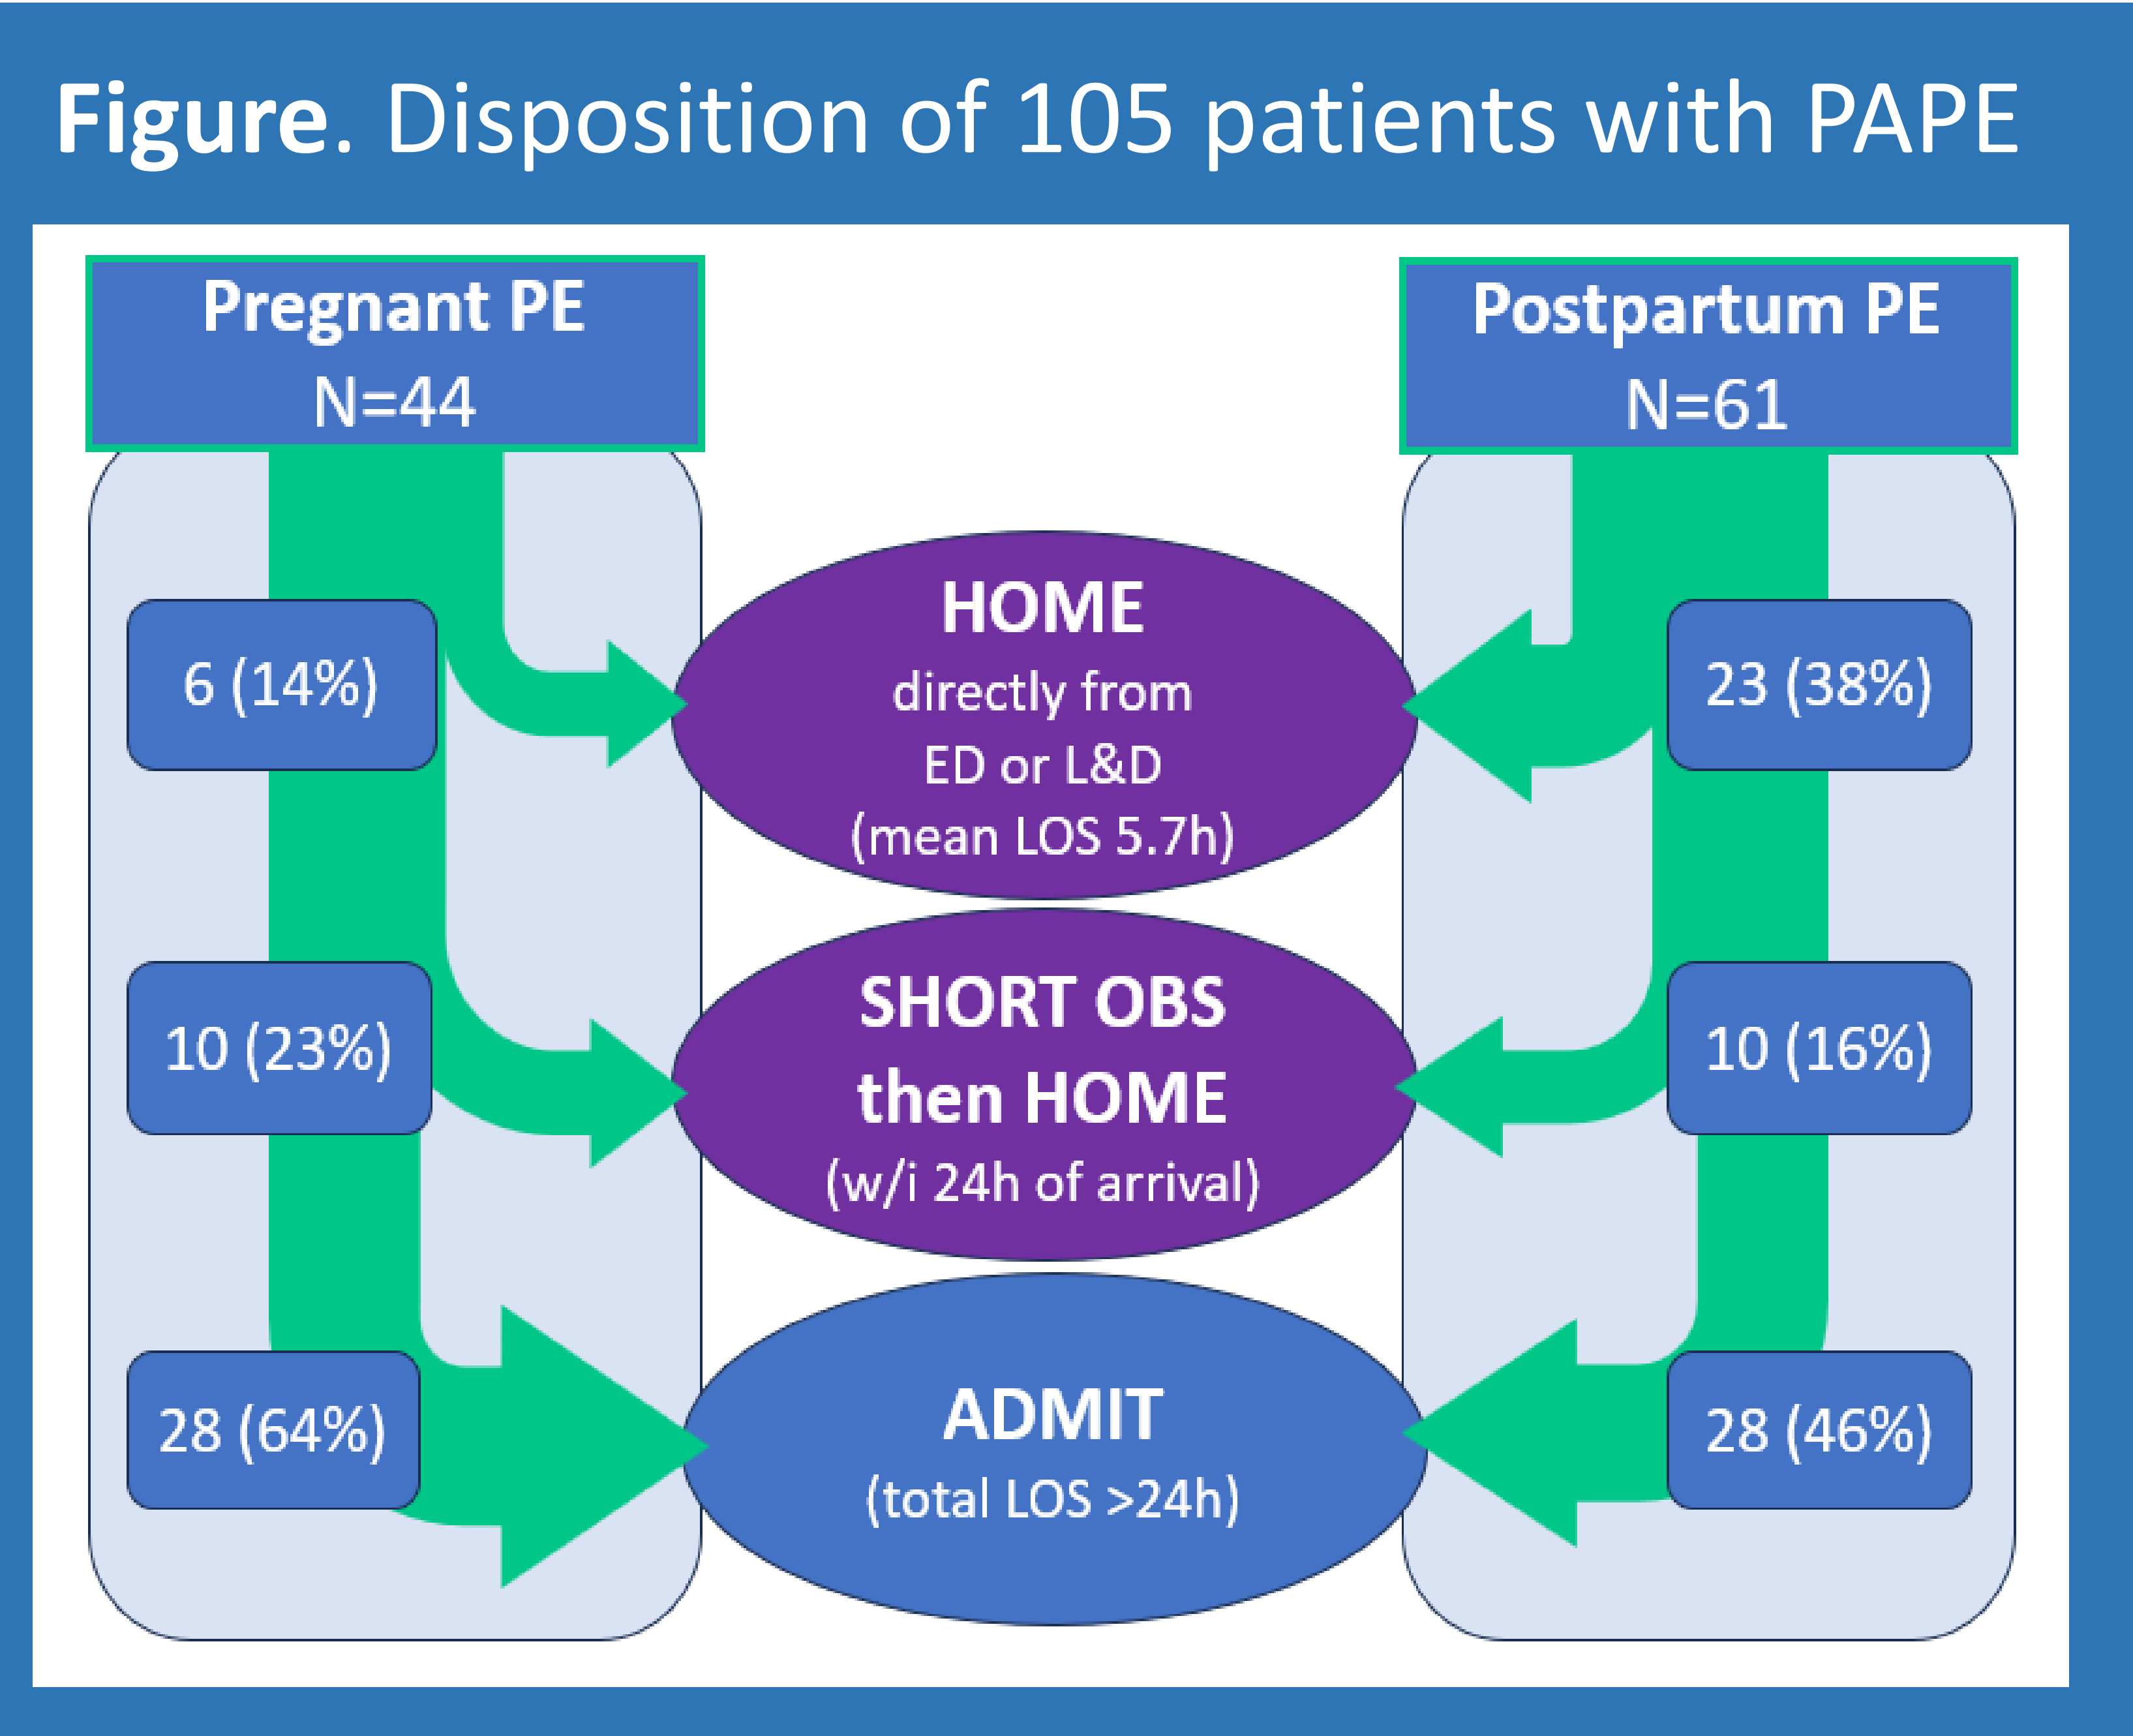 Figure. Disposition of 105 patients with PAPE
Pregnant PE
N=44
Postpartum PE
N=61
6 (14%)
HOME
directly from
ED or L&D
(mean LOS 5.7h)
23 (38%)
10 (23%)
SHORT OBS
then HOME
(w/i 24h of arrival)
10 (16%)
28 (64%)
ADMIT
(total LOS >24h)
28 (46%)